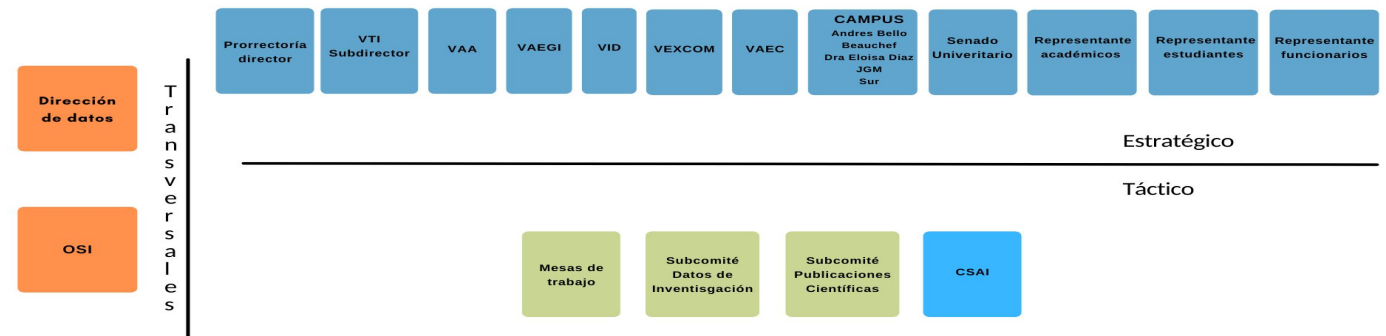 Prorrectoría
director
VTI
Subdirector
VAA
VAEGI
VID
VEXCOM
VAEC
CAMPUS
Andres Bello
Beauchef
Dra Eloisa Diaz
JGM
Sur
Senado
Univeritario
Representante
académicos
Representante
estudiantes
Representante
funcionarios
Dirección
de datos
Transversales
Estratégico
Táctico
OSI
Mesas de
trabajo
Subcomité
Datos de
Inventisgación
Subcomité
Publicaciones
Científicas
CSAI